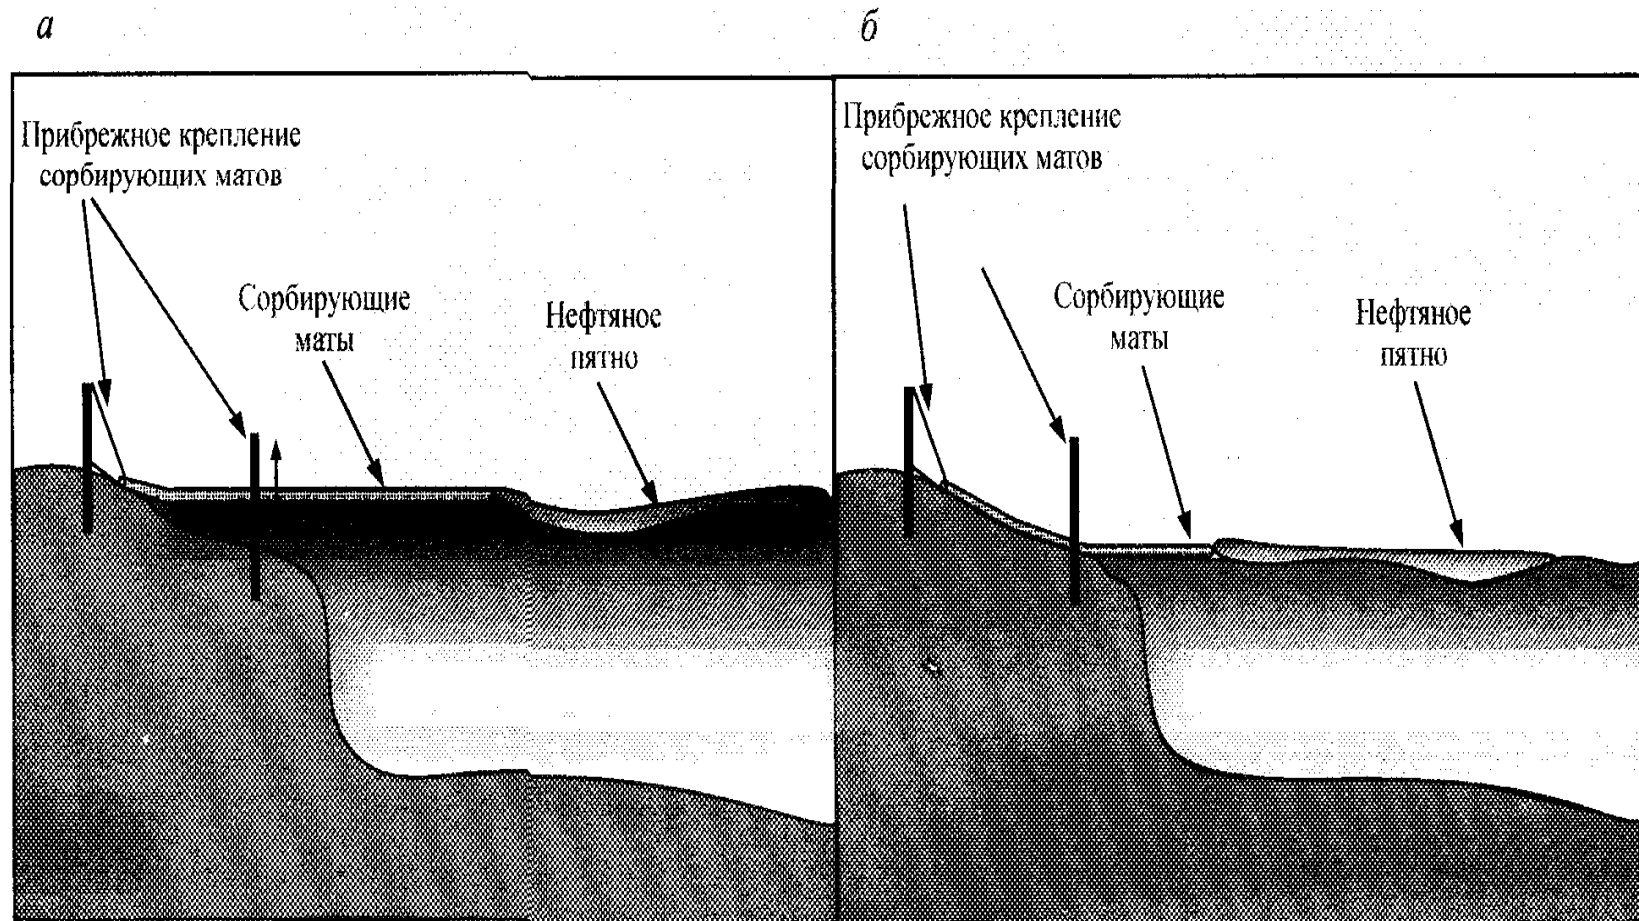 а
Прибрежное крепление
сорбирующих матов
Сорбирующие
маты
Нефтяное
пятно
б
Прибрежное крепление
сорбирующих матов
Сорбирующие
маты
Нефтяное
пятно